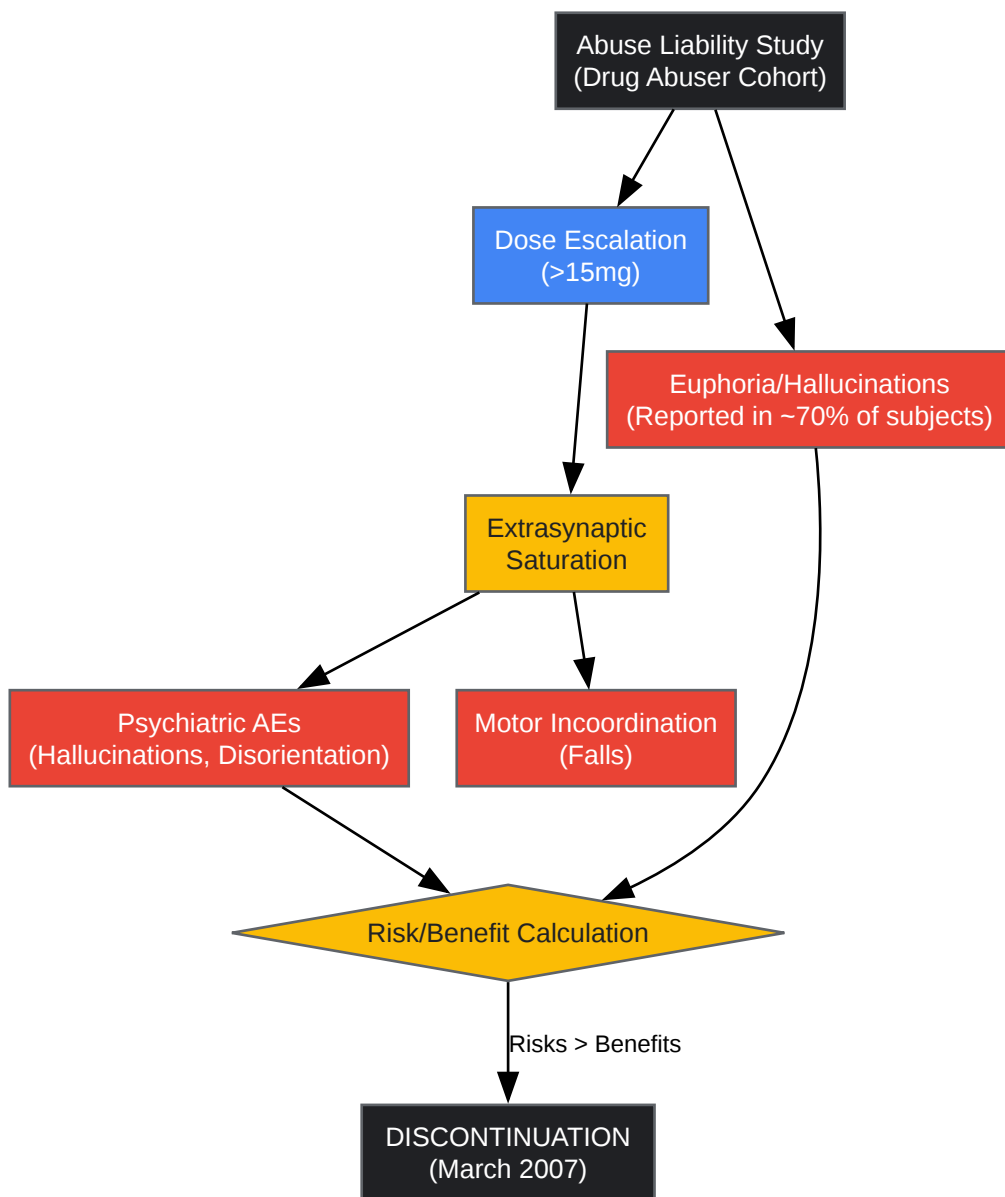 Abuse Liability Study
(Drug Abuser Cohort)
Dose Escalation
(>15mg)
Euphoria/Hallucinations
(Reported in ~70% of subjects)
Extrasynaptic
Saturation
Psychiatric AEs
(Hallucinations, Disorientation)
Motor Incoordination
(Falls)
Risk/Benefit Calculation
Risks > Benefits
DISCONTINUATION
(March 2007)